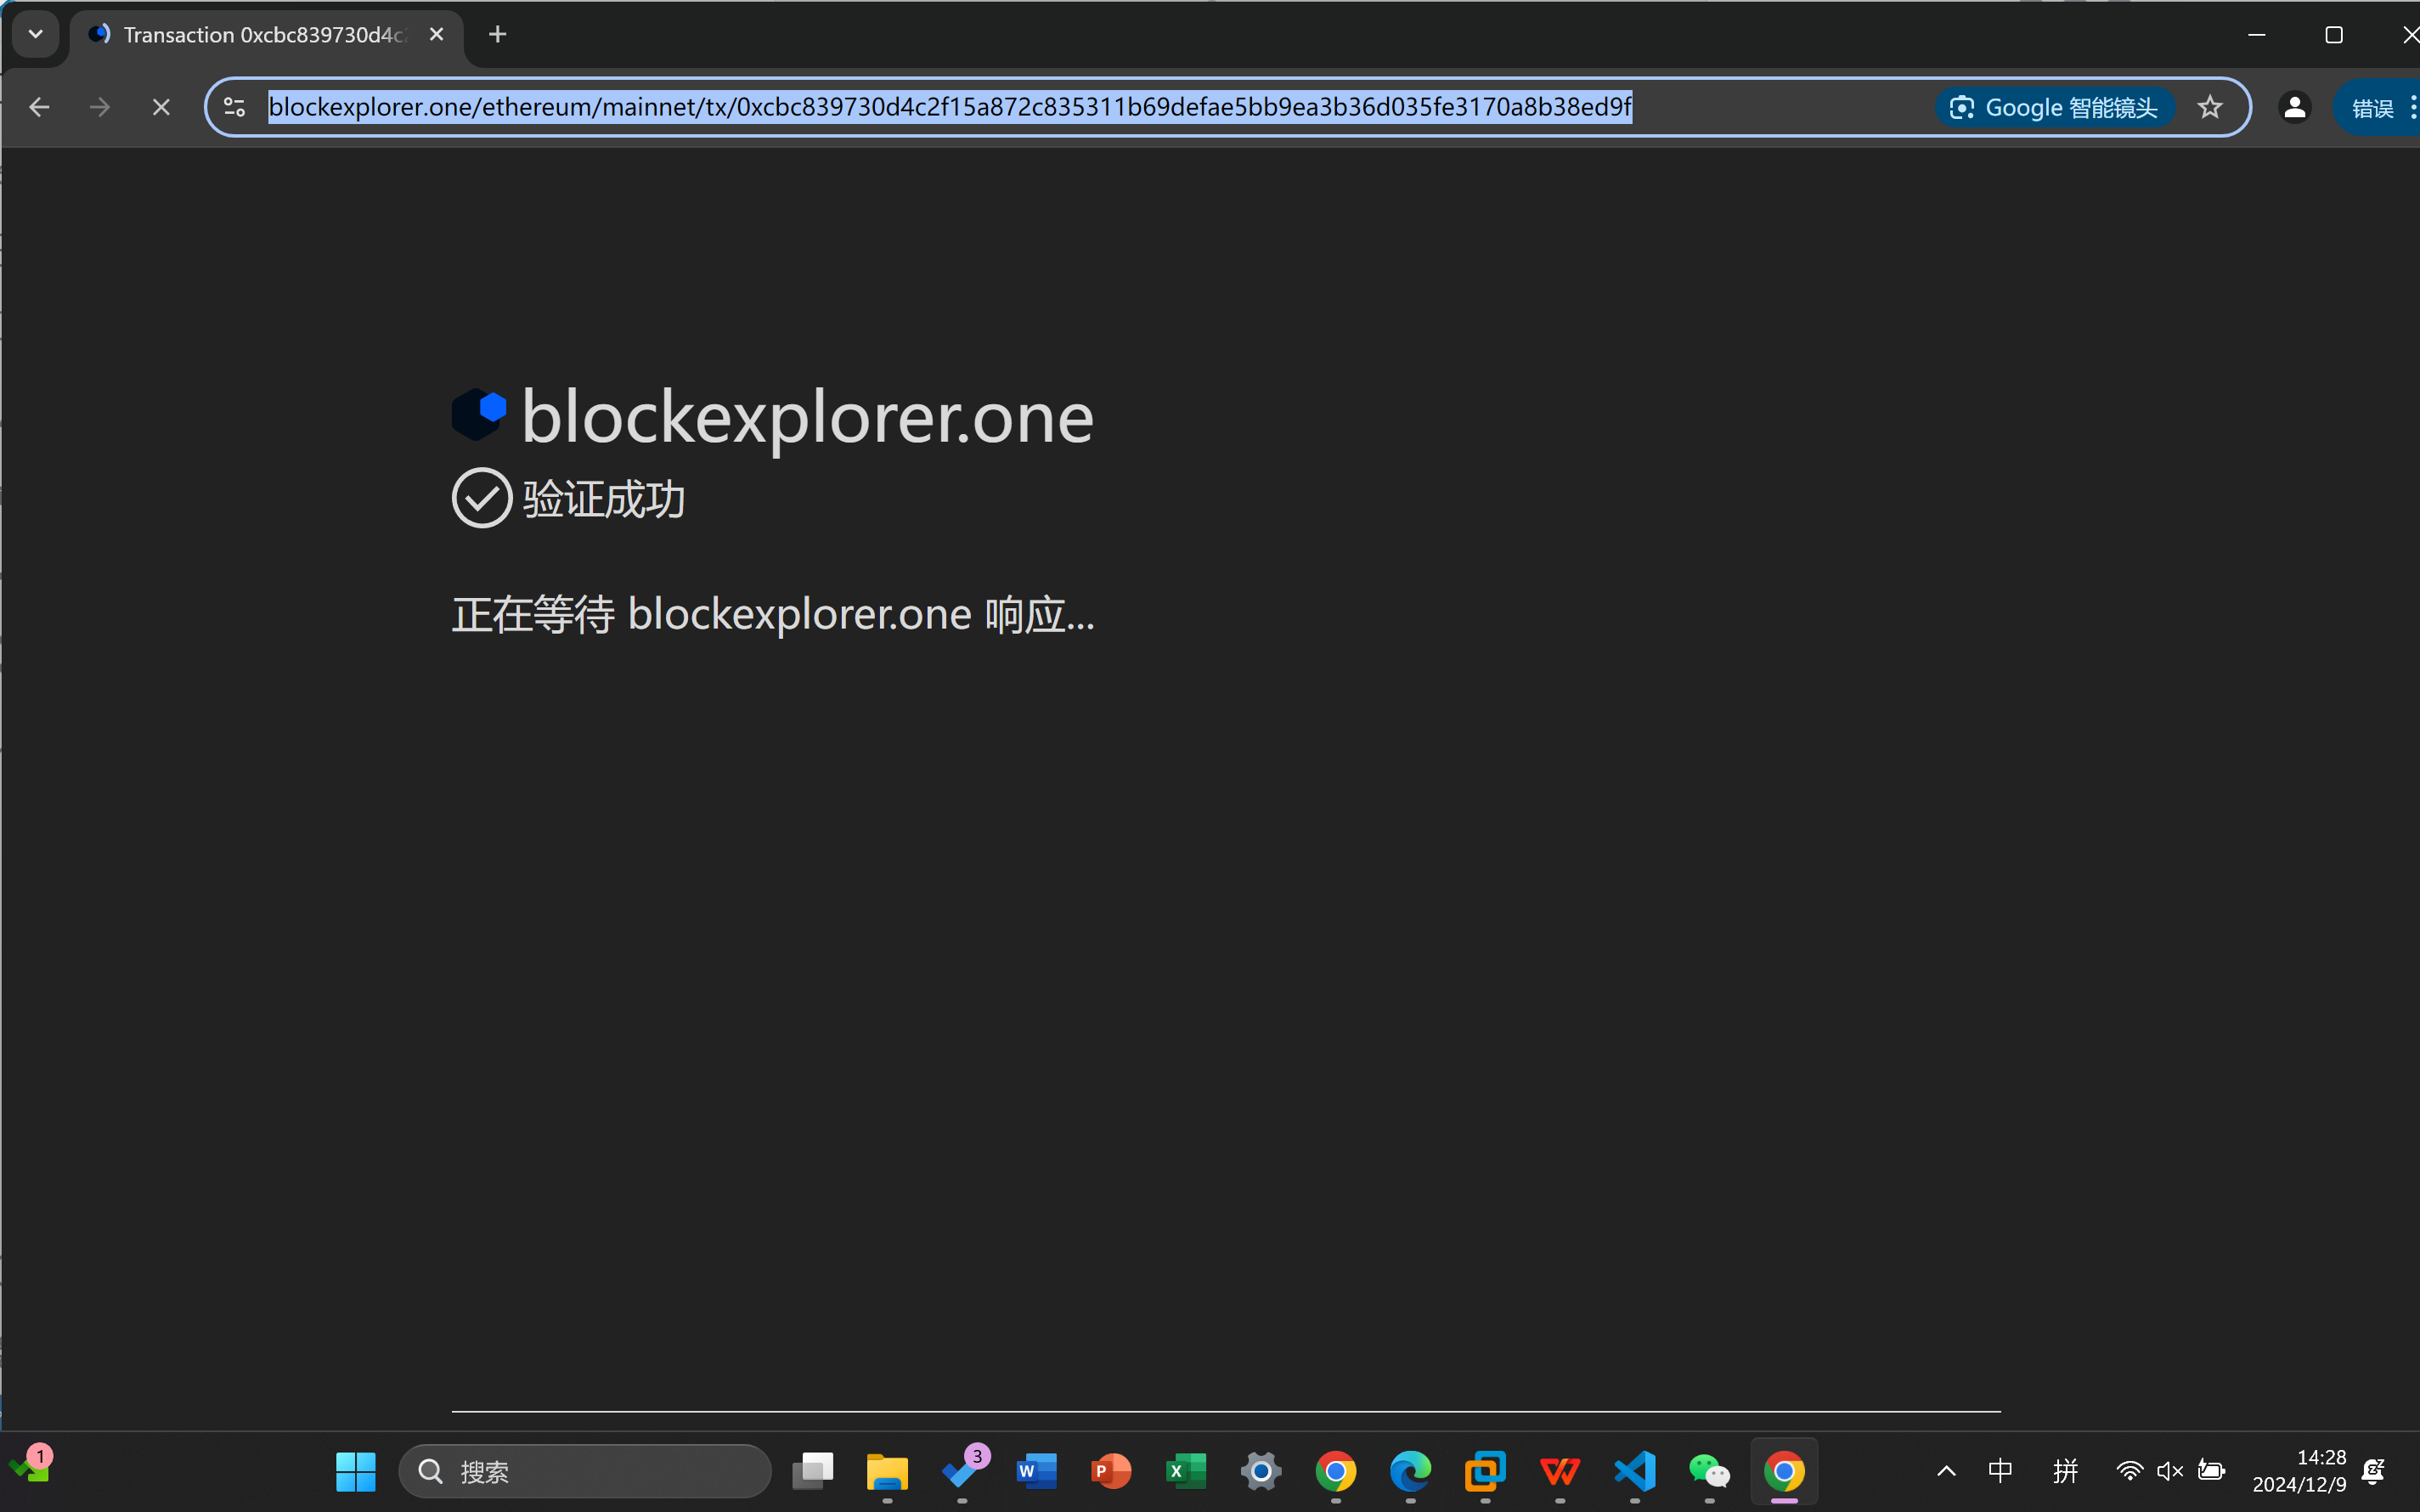 Transaction 0xcbc839730d4c
blockexplorer.one/ethereum/mainnet/tx/0xcbc839730d4c2f15a872c835311b69defae5bb9ea3b36d035fe3170a8b38ed9f
Google 智能镜头
错误
blockexplorer.one
验证成功
正在等待 blockexplorer.one 响应...
1
搜索
3
W
P
X
中
拼
14:28
2024/12/9